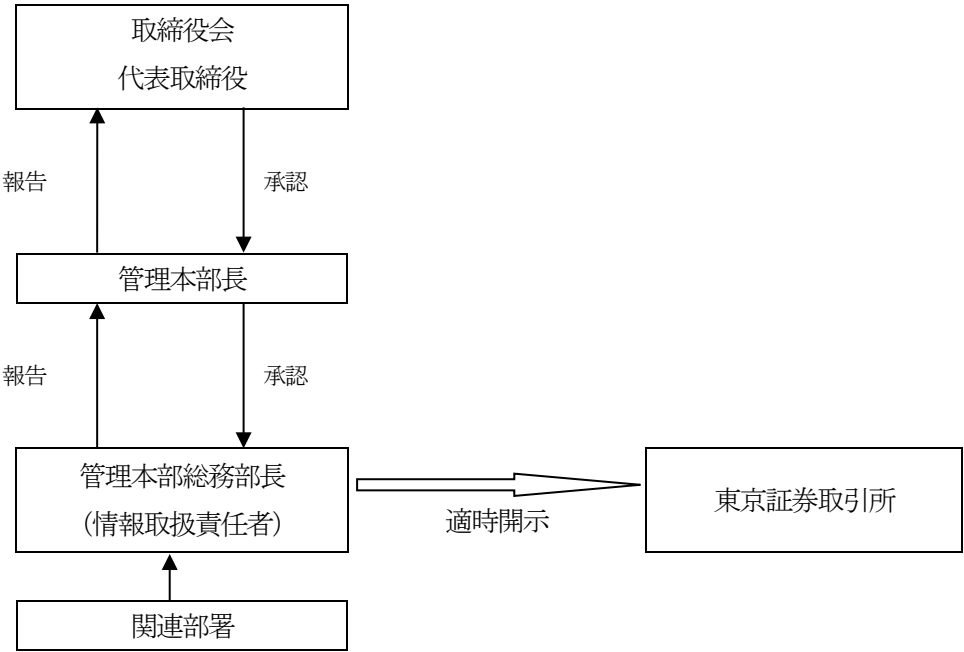 取締役会
代表取締役
報告
承認
管理本部長
報告
承認
管理本部総務部長
（情報取扱責任者）
適時開示
東京証券取引所
関連部署